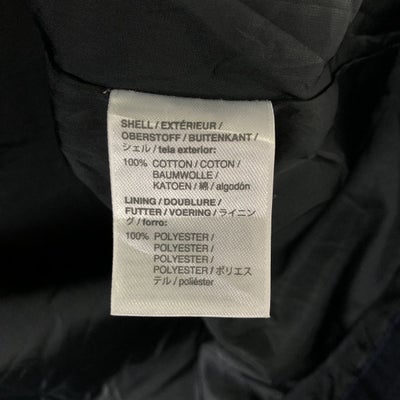 SHELL / EXTÉRIEUR /
OBERSTOFF / BUITENKANT /
シェル / tela exterior:
100% COTTON / COTON /
BAUMWOLLE /
KATOEN / 綿 / algodón
LINING / DOUBLURE /
FUTTER / VOERING / ライニン
グ / forro:
100% POLYESTER /
POLYESTER /
POLYESTER /
POLYESTER / ポリエス
テル / poliéster